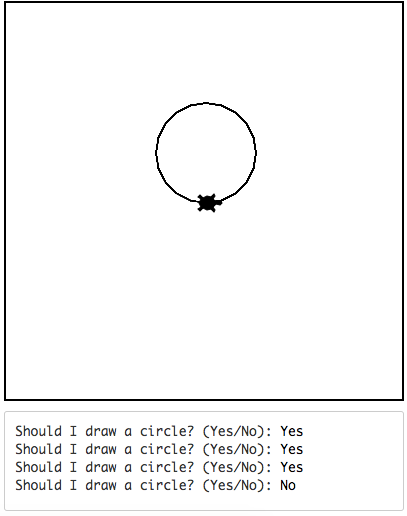 Should I draw a circle? (Yes/No): Yes
Should I draw a circle? (Yes/No): Yes
Should I draw a circle? (Yes/No): Yes
Should I draw a circle? (Yes/No): No